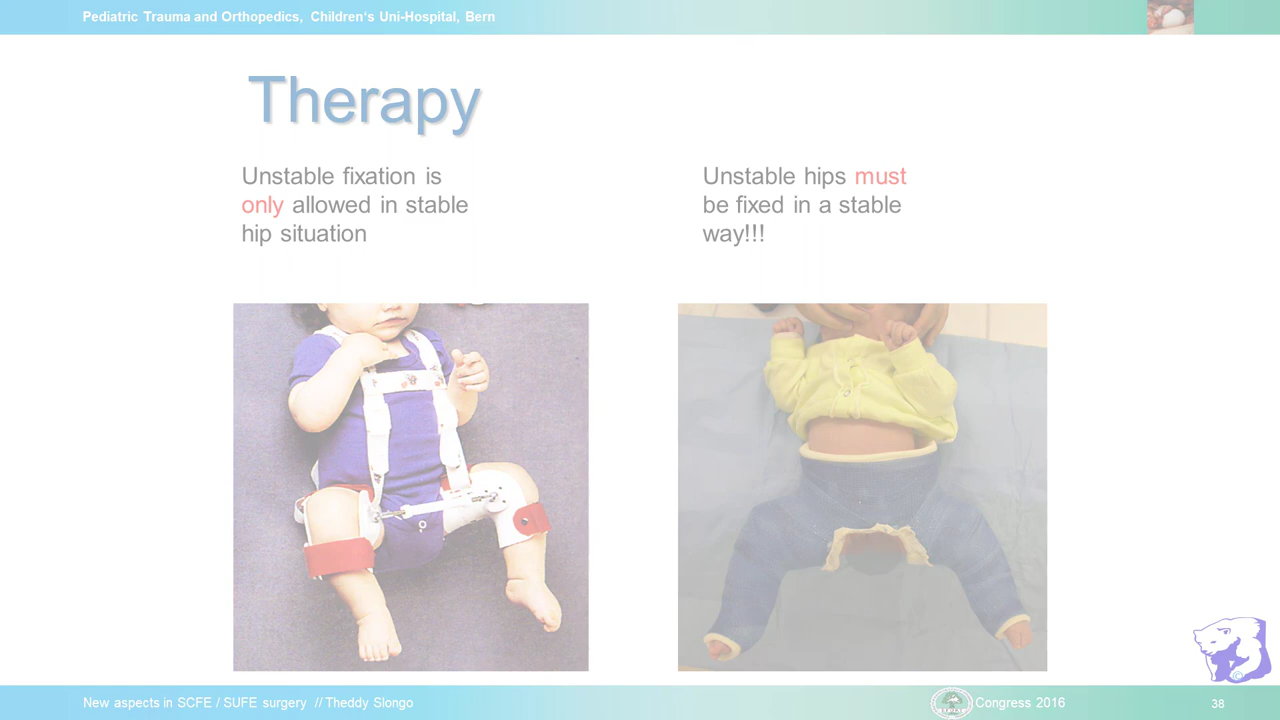 Pediatric Trauma and Orthopedics, Children's Uni-Hospital, Bern
Therapy
Unstable fixation is
only allowed in stable
hip situation
Unstable hips must
be fixed in a stable
way!!!
©
New aspects in SCFE / SUFE surgery // Theddy Slongo
Congress 2016
38